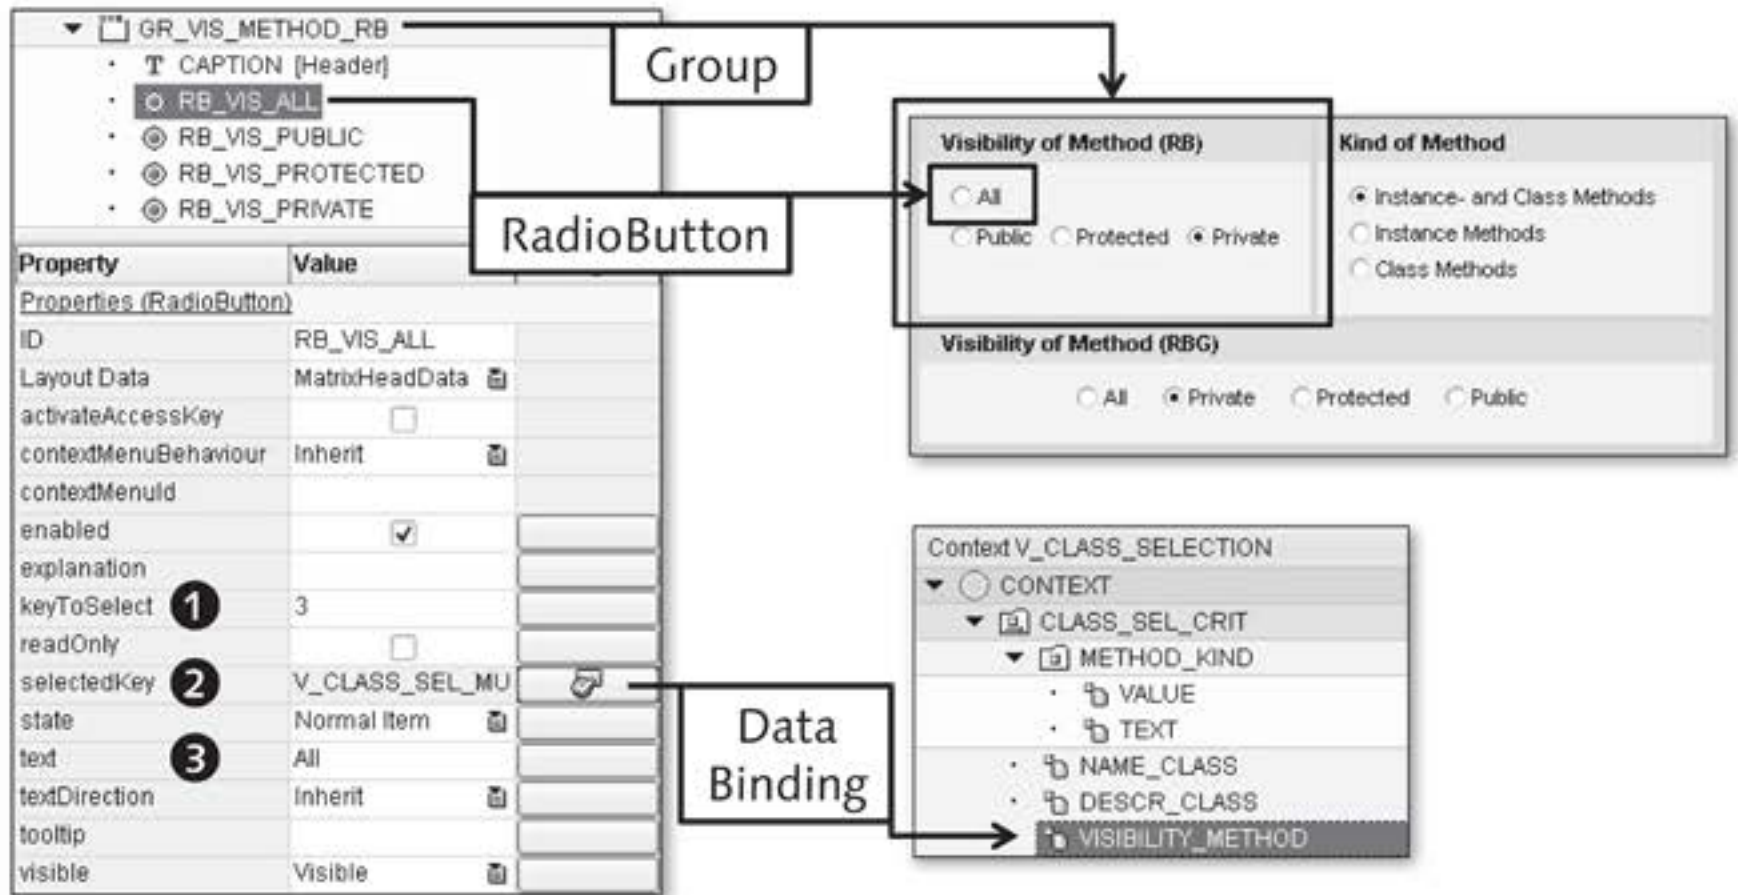 GR_VIS_METHOD_RB
CAPTION [Header]
RB_VIS_ALL
RB_VIS_PUBLIC
RB_VIS_PROTECTED
RB_VIS_PRIVATE
Group
RadioButton
Property Value
Properties (RadioButton)
ID RB_VIS_ALL
Layout Data MatrixHeadData
activateAccessKey
contextMenuBehaviour Inherit
contextMenuId
enabled
explanation
keyToSelect 1 3
readOnly
selectedKey 2 V_CLASS_SEL_MU
state Normal Item
text 3 All
textDirection Inherit
tooltip
visible Visible
Visibility of Method (RB)
All
Public Protected Private
Kind of Method
Instance- and Class Methods
Instance Methods
Class Methods
Visibility of Method (RBG)
All Private Protected Public
Data
Binding
Context V_CLASS_SELECTION
CONTEXT
CLASS_SEL_CRIT
METHOD_KIND
VALUE
TEXT
NAME_CLASS
DESCR_CLASS
VISIBILITY_METHOD